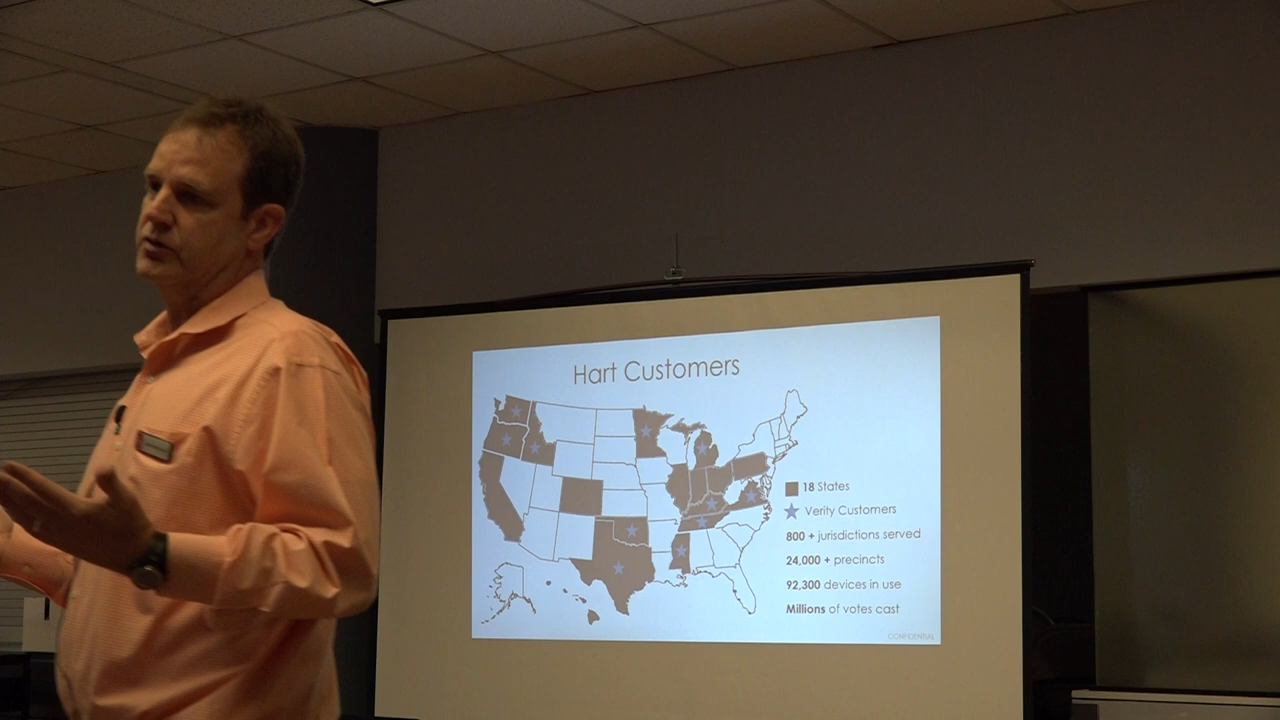 Hart Customers
18 States
Verity Customers
800 + jurisdictions served
24,000 + precincts
92,300 devices in use
Millions of votes cast
CONFIDENTIAL